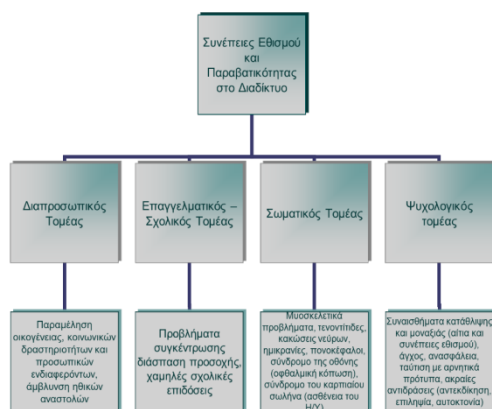 Συνέπειες Εθισμού
και
Παραβατικότητας
στο Διαδίκτυο
Διαπροσωπικός
Τομέας
Επαγγελματικός –
Σχολικός Τομέας
Σωματικός Τομέας
Ψυχολογικός
τομέας
Παραμέληση
οικογένειας, κοινωνικών
δραστηριοτήτων και
προσωπικών
ενδιαφερόντων,
άμβλυνση ηθικών
αναστολών
Προβλήματα
συγκέντρωσης
διάσπαση προσοχής,
χαμηλές σχολικές
επιδόσεις
Μυοσκελετικά
προβλήματα, τενοντίτιδες,
κακώσεις νεύρων,
ημικρανίες, πονοκέφαλοι,
σύνδρομο της οθόνης
(οφθαλμική κόπωση),
σύνδρομο του καρπιαίου
σωλήνα (ασθένεια του
Η/Υ)
Συναισθήματα κατάθλιψης
και μοναξιάς (αίτια και
συνέπειες εθισμού),
άγχος, ανασφάλεια,
ταύτιση με αρνητικά
πρότυπα, ακραίες
αντιδράσεις (αντεκδίκηση,
επιληψία, αυτοκτονία)